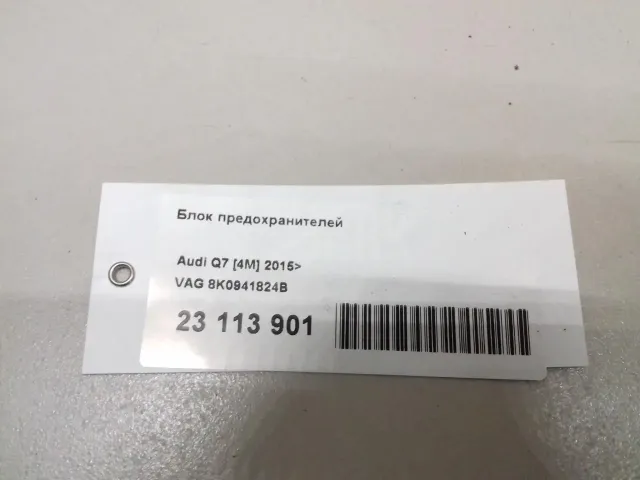 Блок предохранителей
Audi Q7 [4M] 2015>
VAG 8K0941824B
23 113 901